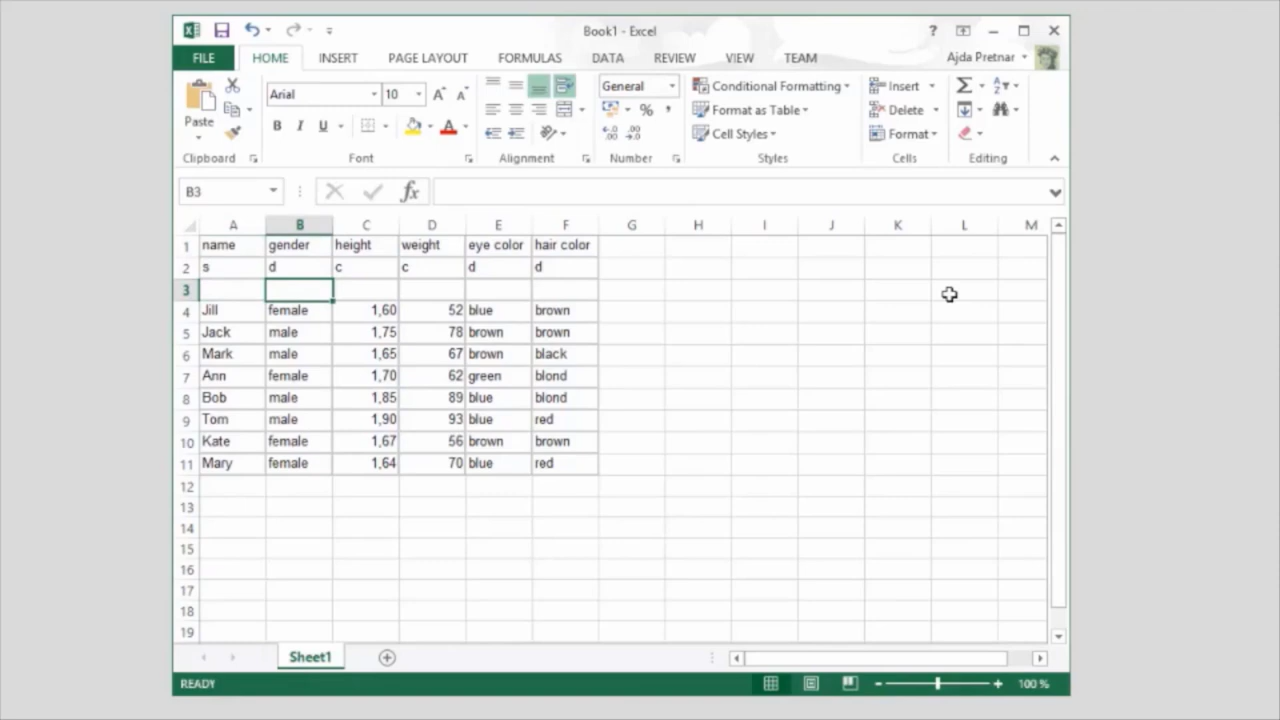 Book1 - Excel
FILE HOME INSERT PAGE LAYOUT FORMULAS DATA REVIEW VIEW TEAM Ajda Pretnar
Paste Arial 10 General Conditional Formatting Insert
B I U % , Format as Table Delete
Cell Styles Format
Clipboard Font Alignment Number Styles Cells Editing
B3 fx
A B C D E F G H I J K L M
1 name gender height weight eye color hair color
2 s d c c d d
3
4 Jill female 1,60 52 blue brown
5 Jack male 1,75 78 brown brown
6 Mark male 1,65 67 brown black
7 Ann female 1,70 62 green blond
8 Bob male 1,85 89 blue blond
9 Tom male 1,90 93 blue red
10 Kate female 1,67 56 brown brown
11 Mary female 1,64 70 blue red
12
13
14
15
16
17
18
19
Sheet1
READY 100 %